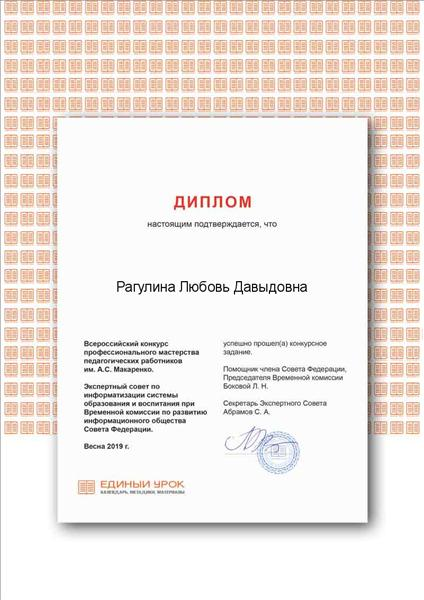 ДИПЛОМ
настоящим подтверждается, что
Рагулина Любовь Давыдовна
Всероссийский конкурс
профессионального мастерства
педагогических работников
им. А.С. Макаренко.
Экспертный совет по
информатизации системы
образования и воспитания при
Временной комиссии по развитию
информационного общества
Совета Федерации.
Весна 2019 г.
успешно прошел(а) конкурсное
задание.
Помощник члена Совета Федерации,
Председателя Временной комиссии
Боковой Л. Н.
Секретарь Экспертного Совета
Абрамов С. А.
ЕДИНЫЙ УРОК
КАЛЕНДАРЬ, МЕТОДИКИ, МАТЕРИАЛЫ